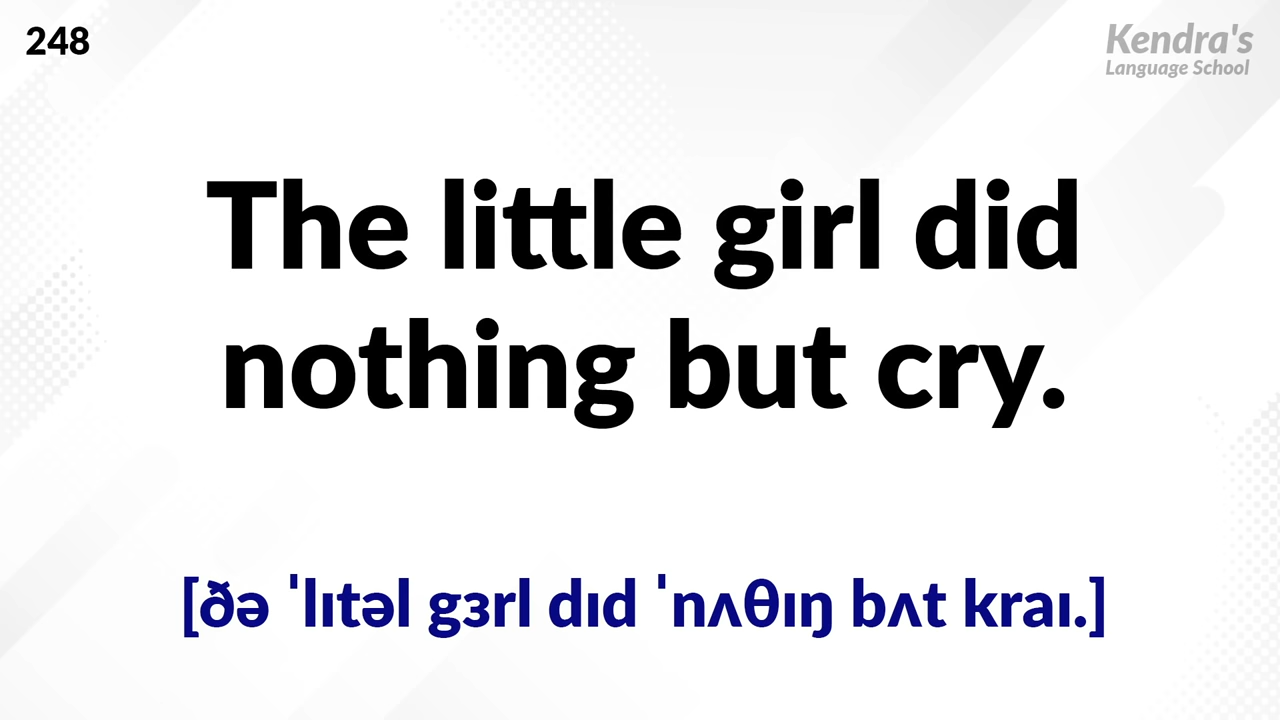 248
Kendra's
Language School
The little girl did
nothing but cry.
[ðə ˈlɪtəl gɜrl dɪd ˈnʌθɪŋ bʌt kraɪ.]